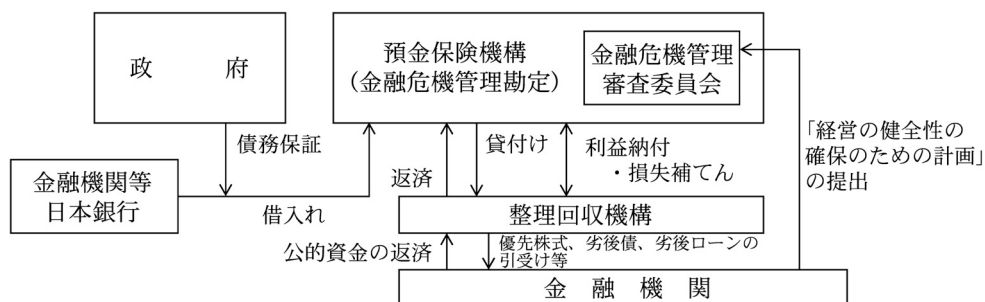 政　　　府
預金保険機構
（金融危機管理勘定）
金融危機管理
審査委員会
債務保証
貸付け
利益納付
・損失補てん
「経営の健全性の
確保のための計画」
の提出
金融機関等
日本銀行
返済
借入れ
整理回収機構
公的資金の返済
優先株式、劣後債、劣後ローンの
引受け等
金　融　機　関